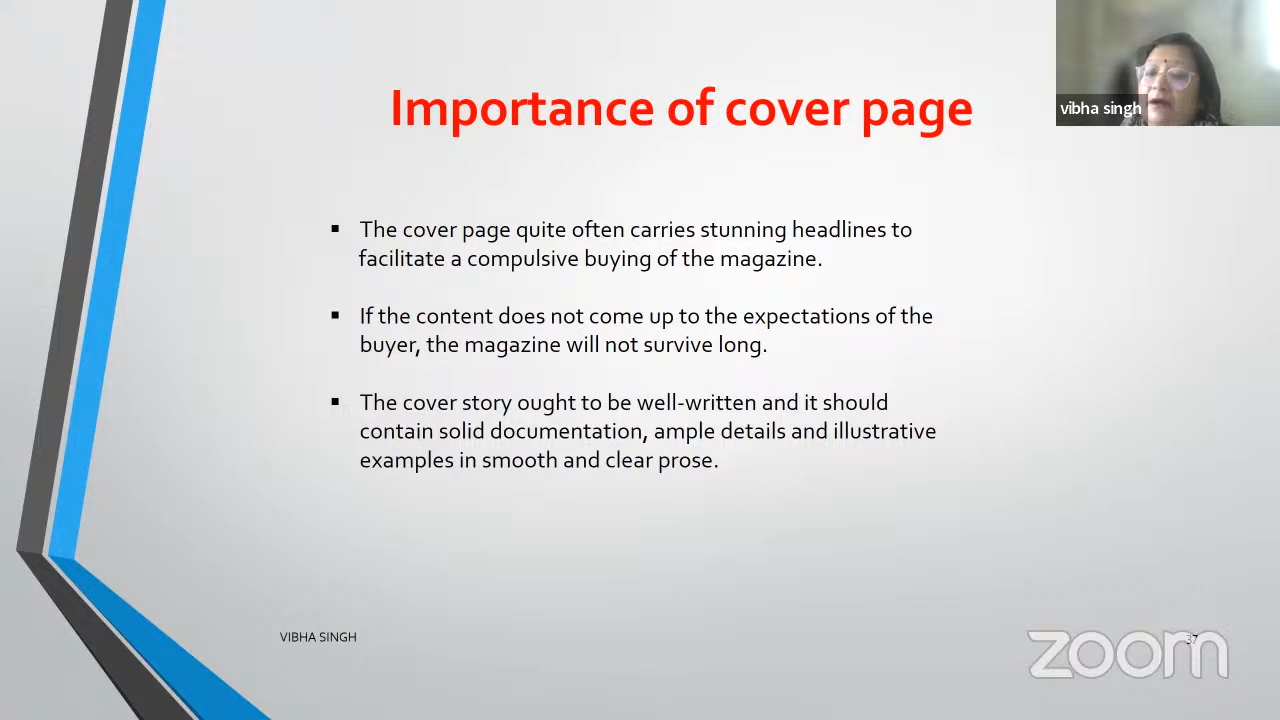 Importance of cover page
vibha singh
▪ The cover page quite often carries stunning headlines to
facilitate a compulsive buying of the magazine.
▪ If the content does not come up to the expectations of the
buyer, the magazine will not survive long.
▪ The cover story ought to be well-written and it should
contain solid documentation, ample details and illustrative
examples in smooth and clear prose.
VIBHA SINGH
37
zoom